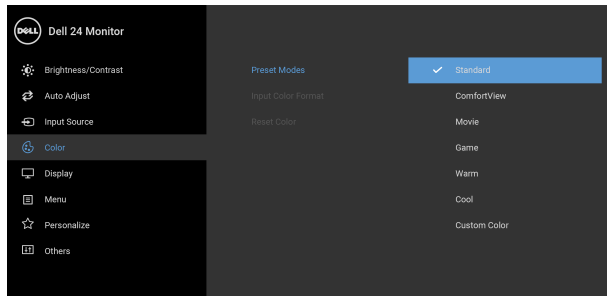 DELL Dell 24 Monitor
Brightness/Contrast Preset Modes Standard
Auto Adjust Input Color Format ComfortView
Input Source Reset Color Movie
Color Game
Display Warm
Menu Cool
Personalize Custom Color
Others